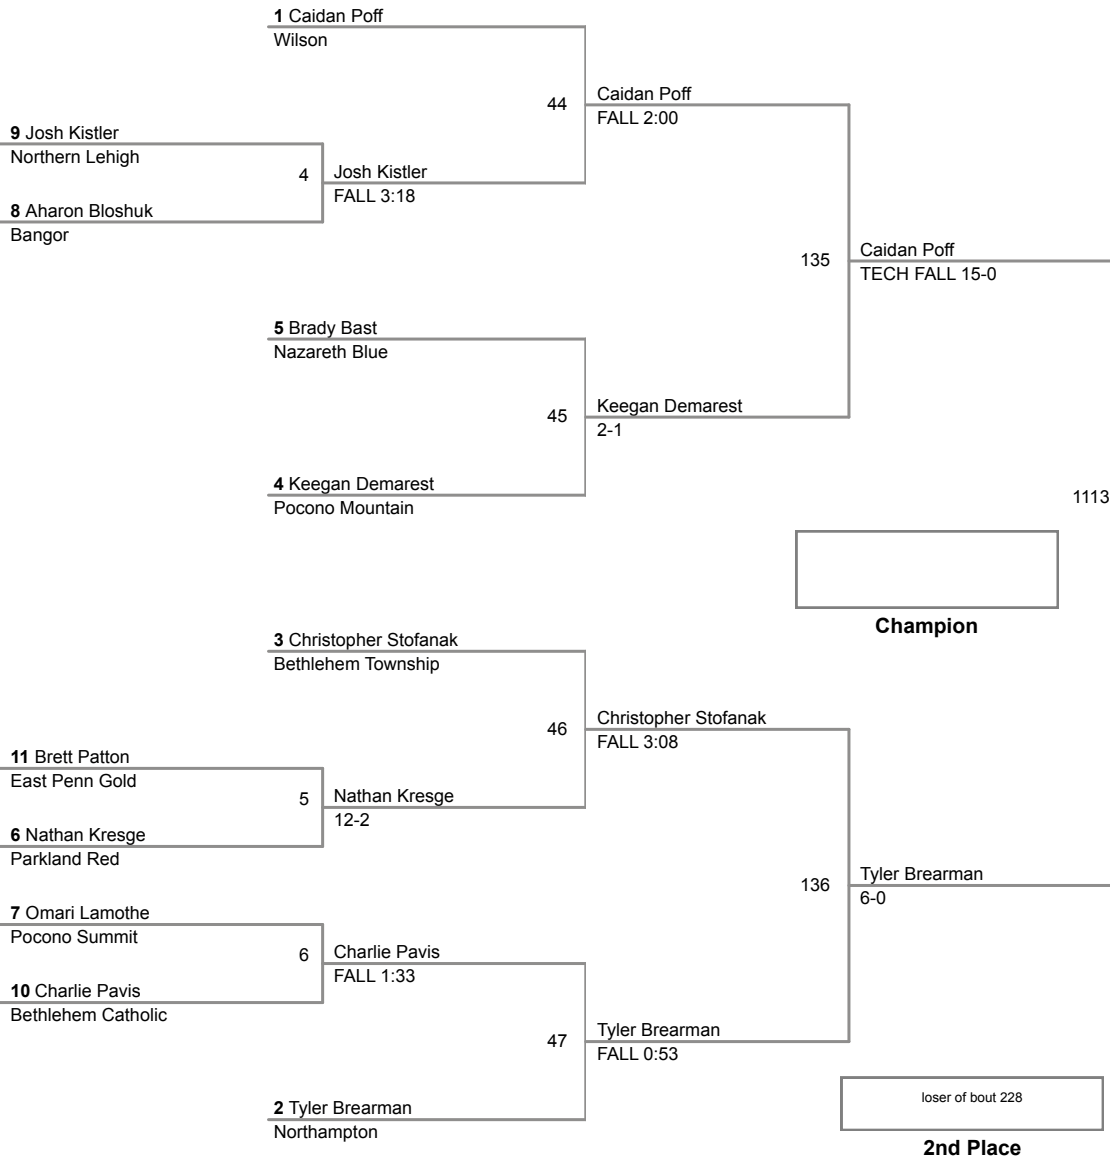 1 Caidan Poff
Wilson
44
Caidan Poff
FALL 2:00
9 Josh Kistler
Northern Lehigh
4
Josh Kistler
FALL 3:18
8 Aharon Bloshuk
Bangor
135
Caidan Poff
TECH FALL 15-0
5 Brady Bast
Nazareth Blue
45
Keegan Demarest
2-1
4 Keegan Demarest
Pocono Mountain
1113
Champion
3 Christopher Stofanak
Bethlehem Township
46
Christopher Stofanak
FALL 3:08
11 Brett Patton
East Penn Gold
5
Nathan Kresge
12-2
6 Nathan Kresge
Parkland Red
136
Tyler Brearman
6-0
7 Omari Lamothe
Pocono Summit
6
Charlie Pavis
FALL 1:33
10 Charlie Pavis
Bethlehem Catholic
47
Tyler Brearman
FALL 0:53
2 Tyler Brearman
Northampton
loser of bout 228
2nd Place